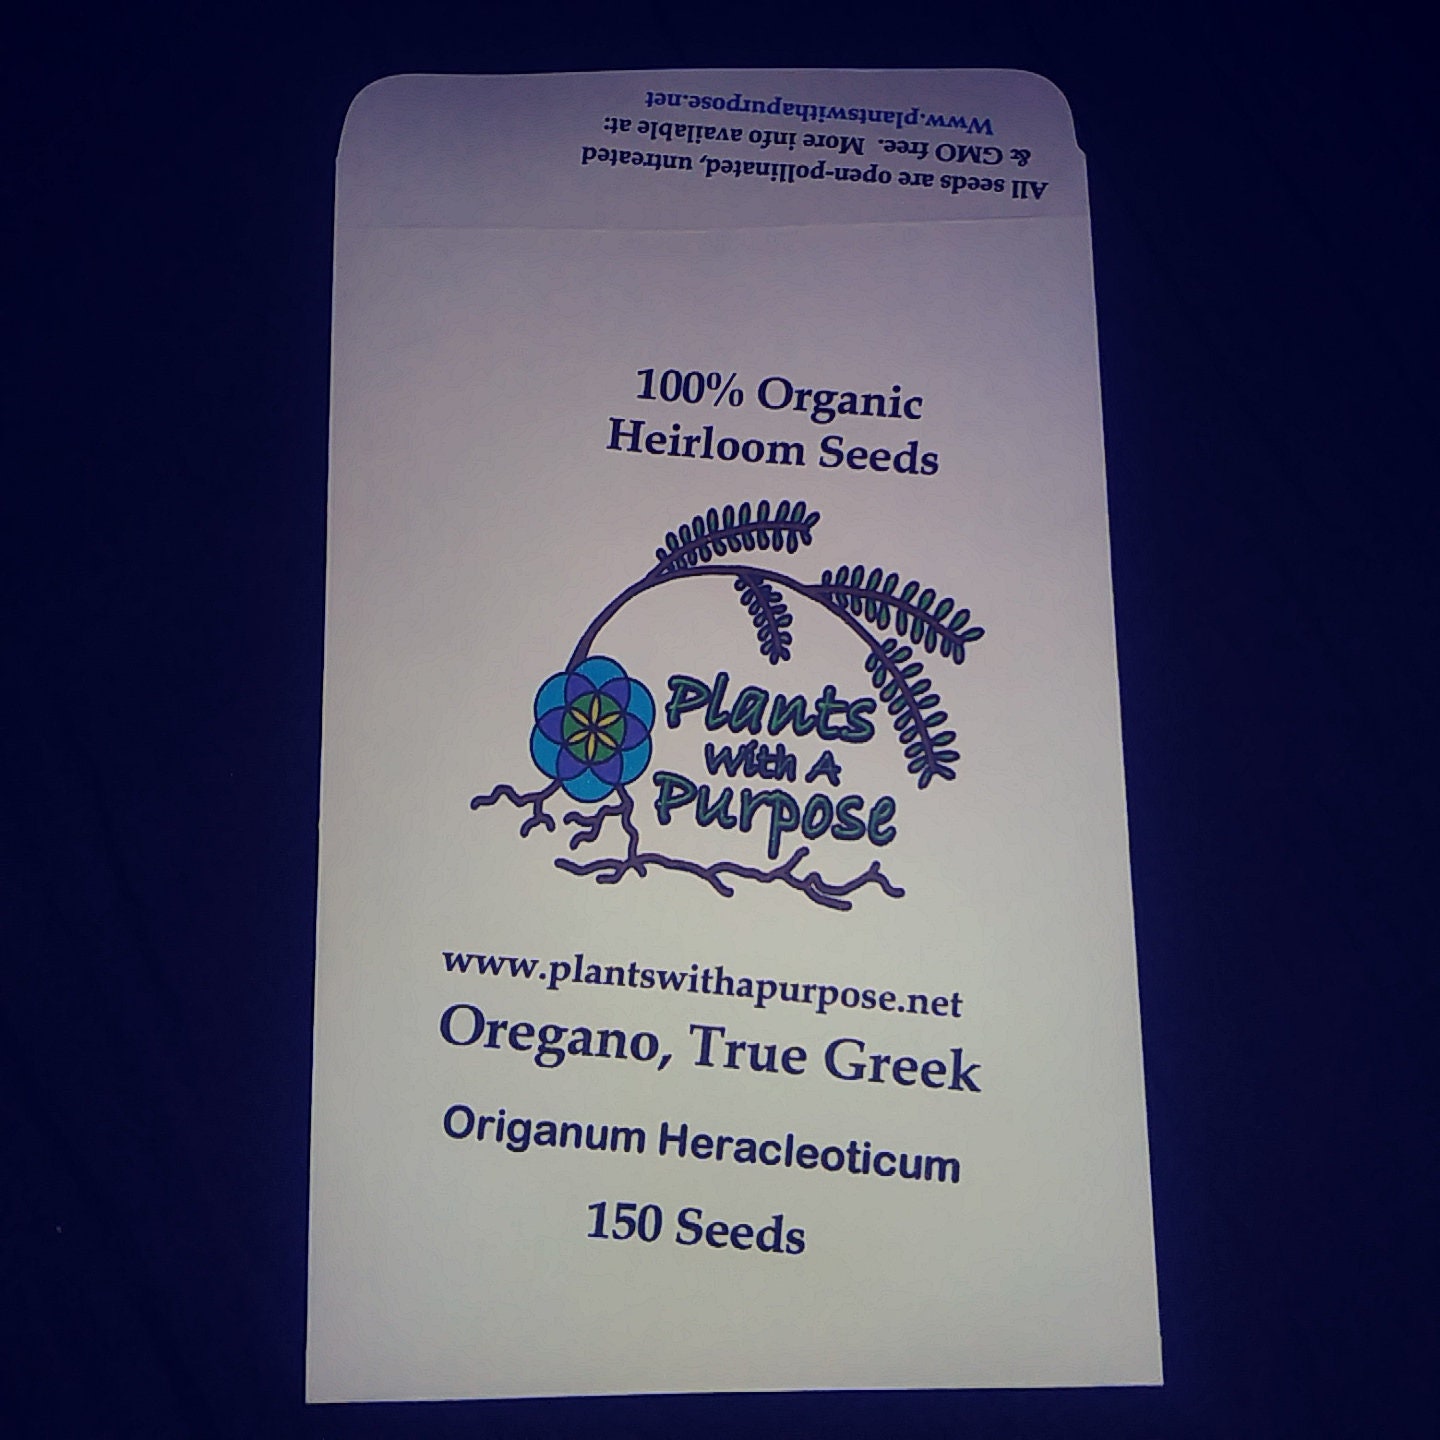 All seeds are open-pollinated, untreated
& GMO free. More info available at:
Www.plantswithapurpose.net
100% Organic
Heirloom Seeds
Plants
With A
Purpose
www.plantswithapurpose.net
Oregano, True Greek
Origanum Heracleoticum
150 Seeds